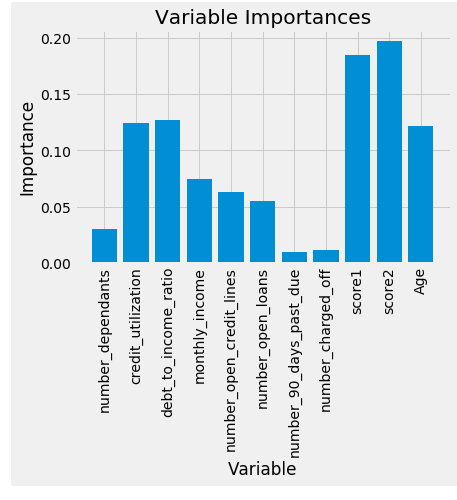 Variable Importances
Importance
0.20
0.15
0.10
0.05
0.00
number_dependants
credit_utilization
debt_to_income_ratio
monthly_income
number_open_credit_lines
number_open_loans
number_90_days_past_due
number_charged_off
score1
score2
Age
Variable